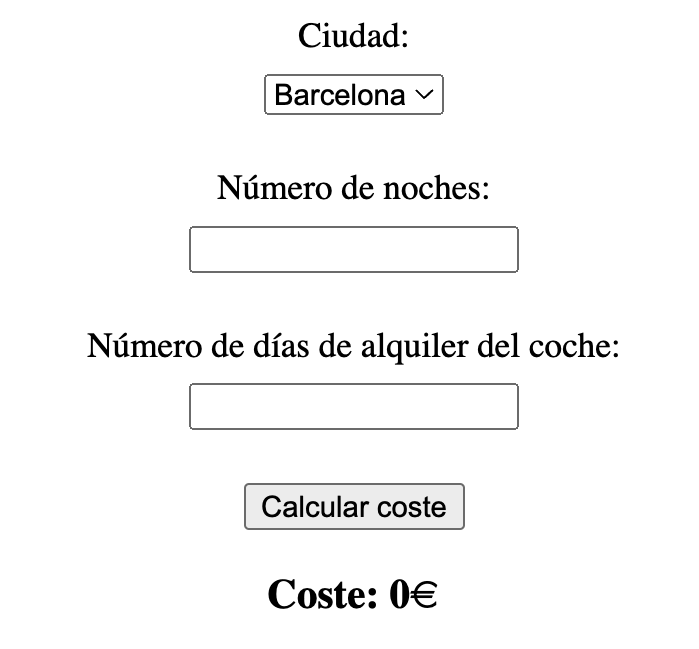 Ciudad:
Barcelona
Número de noches:
Número de días de alquiler del coche:
Calcular coste
Coste: 0€